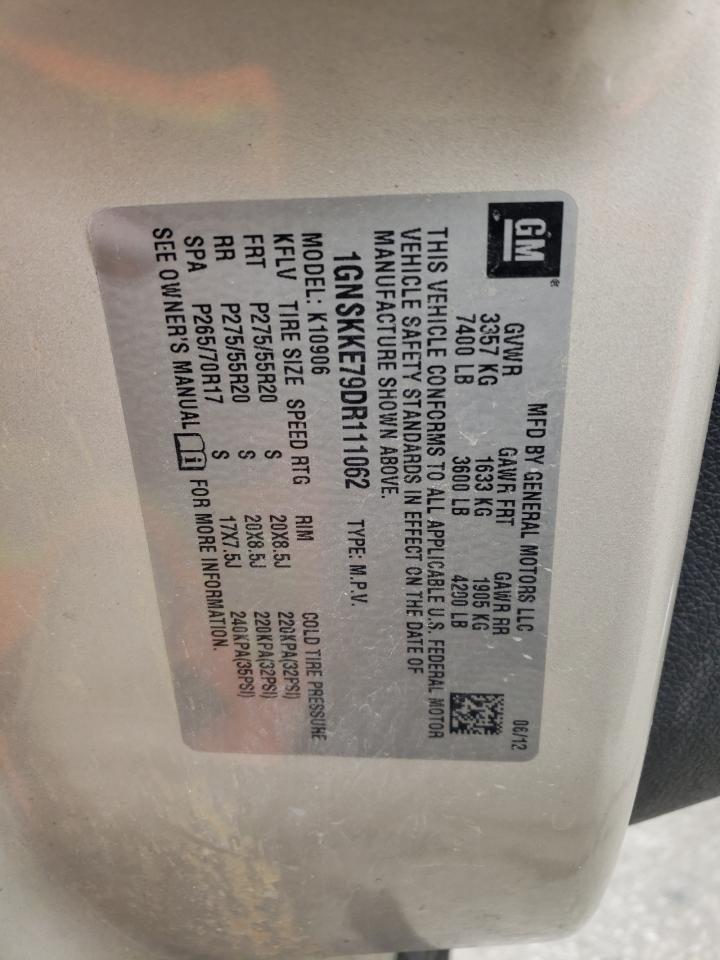 GM
MFD BY GENERAL MOTORS LLC 06/12
GVWR GAWR FRT GAWR RR
3357 KG 1633 KG 1905 KG
7400 LB 3600 LB 4200 LB
THIS VEHICLE CONFORMS TO ALL APPLICABLE U.S. FEDERAL MOTOR
VEHICLE SAFETY STANDARDS IN EFFECT ON THE DATE OF
MANUFACTURE SHOWN ABOVE.
1GNSKKE79DR111062 TYPE: M.P.V.
MODEL: K10906
KFLV TIRE SIZE SPEED RTG RIM COLD TIRE PRESSURE
FRT P275/55R20 S 20X8.5J 220KPA(32PSI)
RR P275/55R20 S 20X8.5J 220KPA(32PSI)
SPA P265/70R17 S 17X7.5J 240KPA(35PSI)
SEE OWNER'S MANUAL FOR MORE INFORMATION.